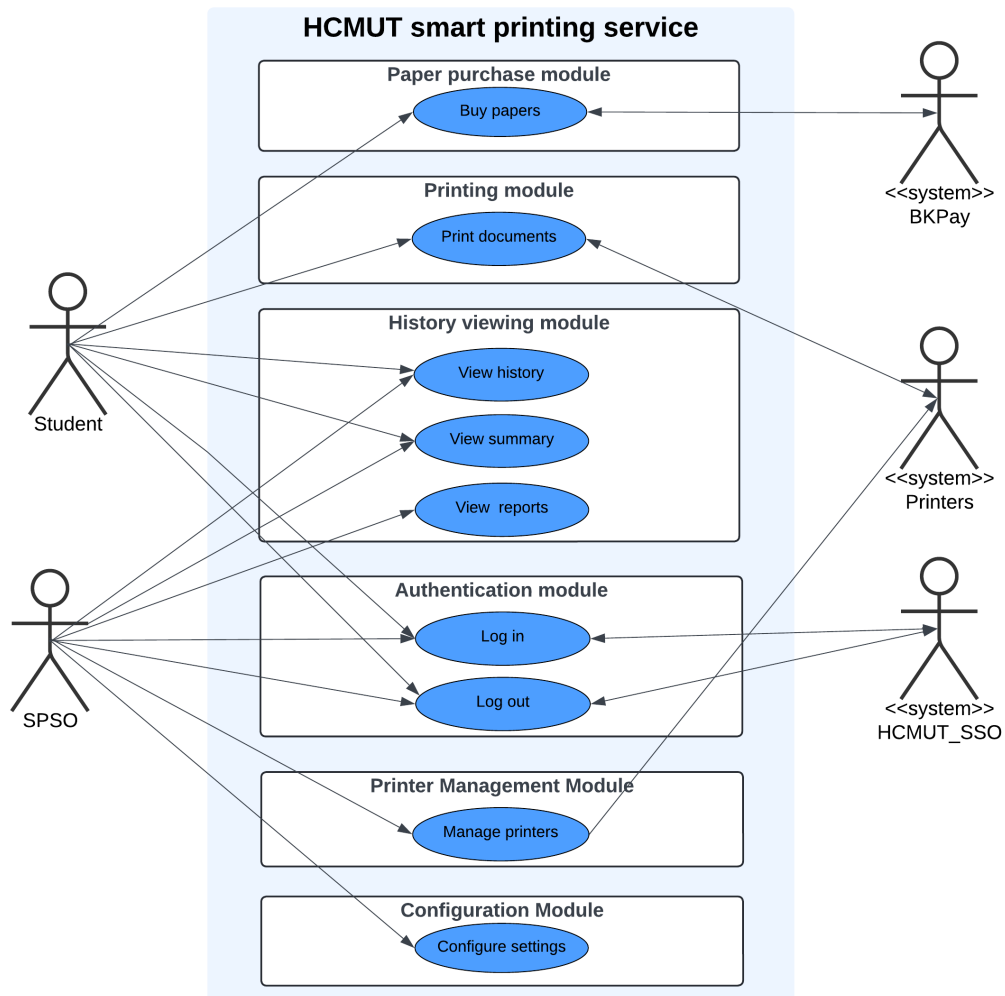 HCMUT smart printing service
Paper purchase module
Buy papers
<<system>>
BKPay
Printing module
Print documents
Student
History viewing module
View history
View summary
View  reports
<<system>>
Printers
SPSO
Authentication module
Log in
Log out
<<system>>
HCMUT_SSO
Printer Management Module
Manage printers
Configuration Module
Configure settings